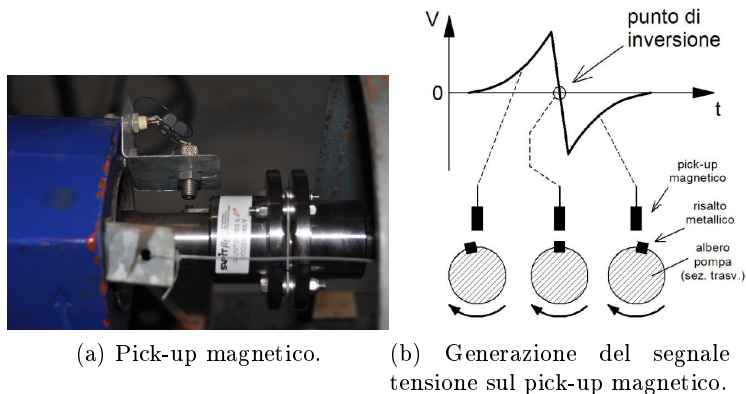 V
punto di
inversione
0
t
pick-up
magnetico
risalto
metallico
albero
pompa
(sez. trasv.)
(a) Pick-up magnetico.
(b) Generazione del segnale
tensione sul pick-up magnetico.